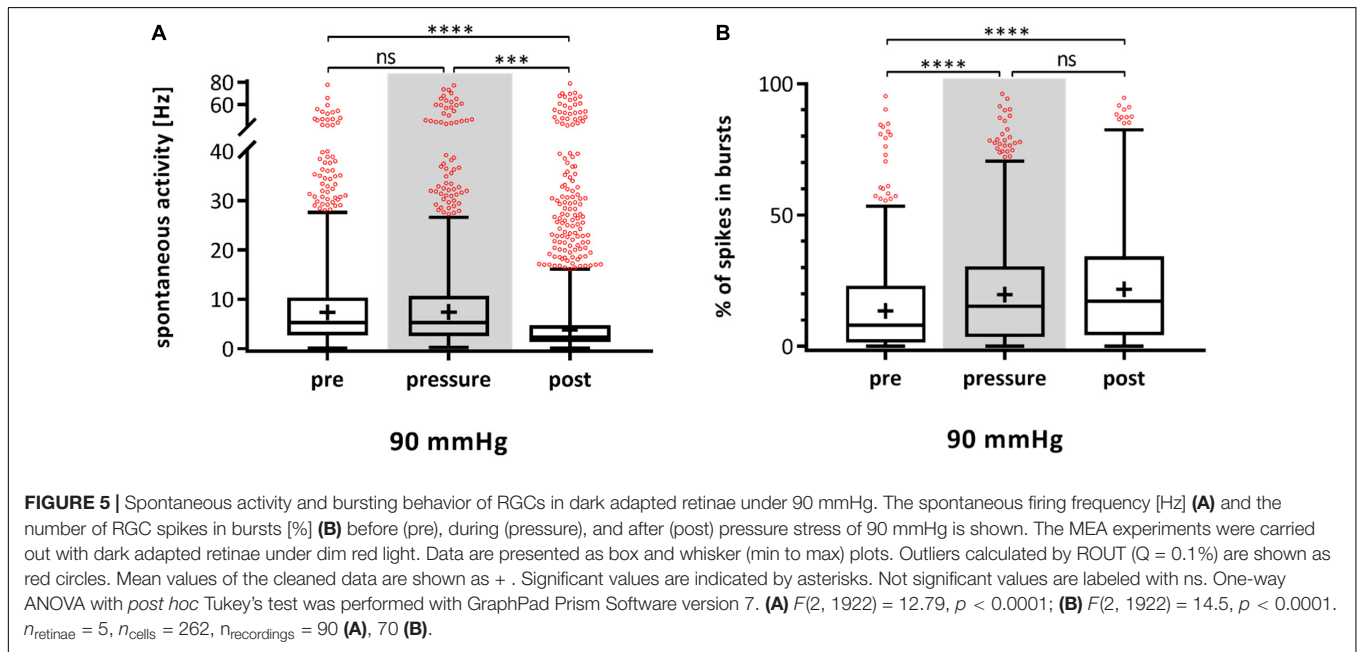 A
****
ns
***
spontaneous activity [Hz]
80
60
40
30
20
10
0
pre pressure post
90 mmHg
B
****
****
ns
% of spikes in bursts
100
50
0
pre pressure post
90 mmHg
FIGURE 5 | Spontaneous activity and bursting behavior of RGCs in dark adapted retinae under 90 mmHg. The spontaneous firing frequency [Hz] (A) and the
number of RGC spikes in bursts [%] (B) before (pre), during (pressure), and after (post) pressure stress of 90 mmHg is shown. The MEA experiments were carried
out with dark adapted retinae under dim red light. Data are presented as box and whisker (min to max) plots. Outliers calculated by ROUT (Q = 0.1%) are shown as
red circles. Mean values of the cleaned data are shown as + . Significant values are indicated by asterisks. Not significant values are labeled with ns. One-way
ANOVA with post hoc Tukey's test was performed with GraphPad Prism Software version 7. (A) F(2, 1922) = 12.79, p < 0.0001; (B) F(2, 1922) = 14.5, p < 0.0001.
nretinae = 5, ncells = 262, nrecordings = 90 (A), 70 (B).